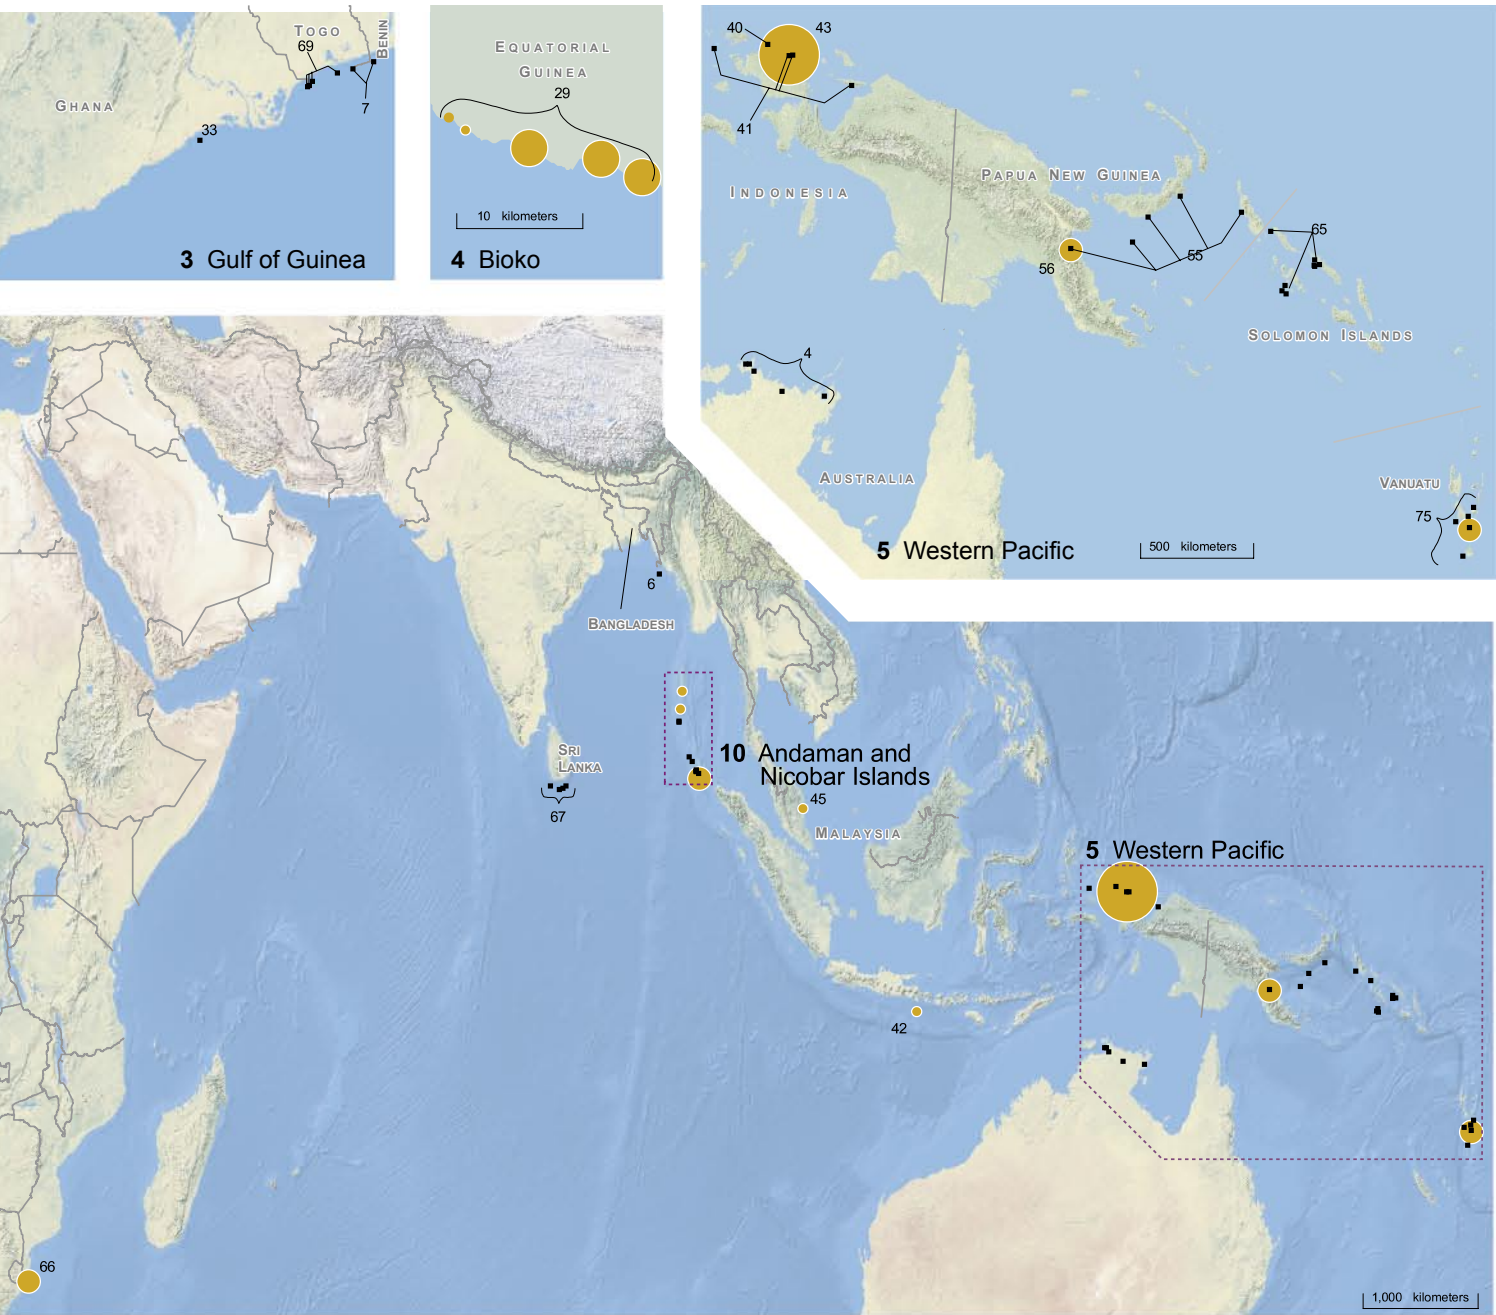 TOGO
69
BENIN
GHANA
7
33
3 Gulf of Guinea
EQUATORIAL
GUINEA
29
10 kilometers
4 Bioko
40
43
41
INDONESIA
PAPUA NEW GUINEA
65
55
56
SOLOMON ISLANDS
4
AUSTRALIA
VANUATU
75
5 Western Pacific
500 kilometers
6
BANGLADESH
SRI
LANKA
67
10 Andaman and
Nicobar Islands
45
MALAYSIA
5 Western Pacific
42
66
1,000 kilometers